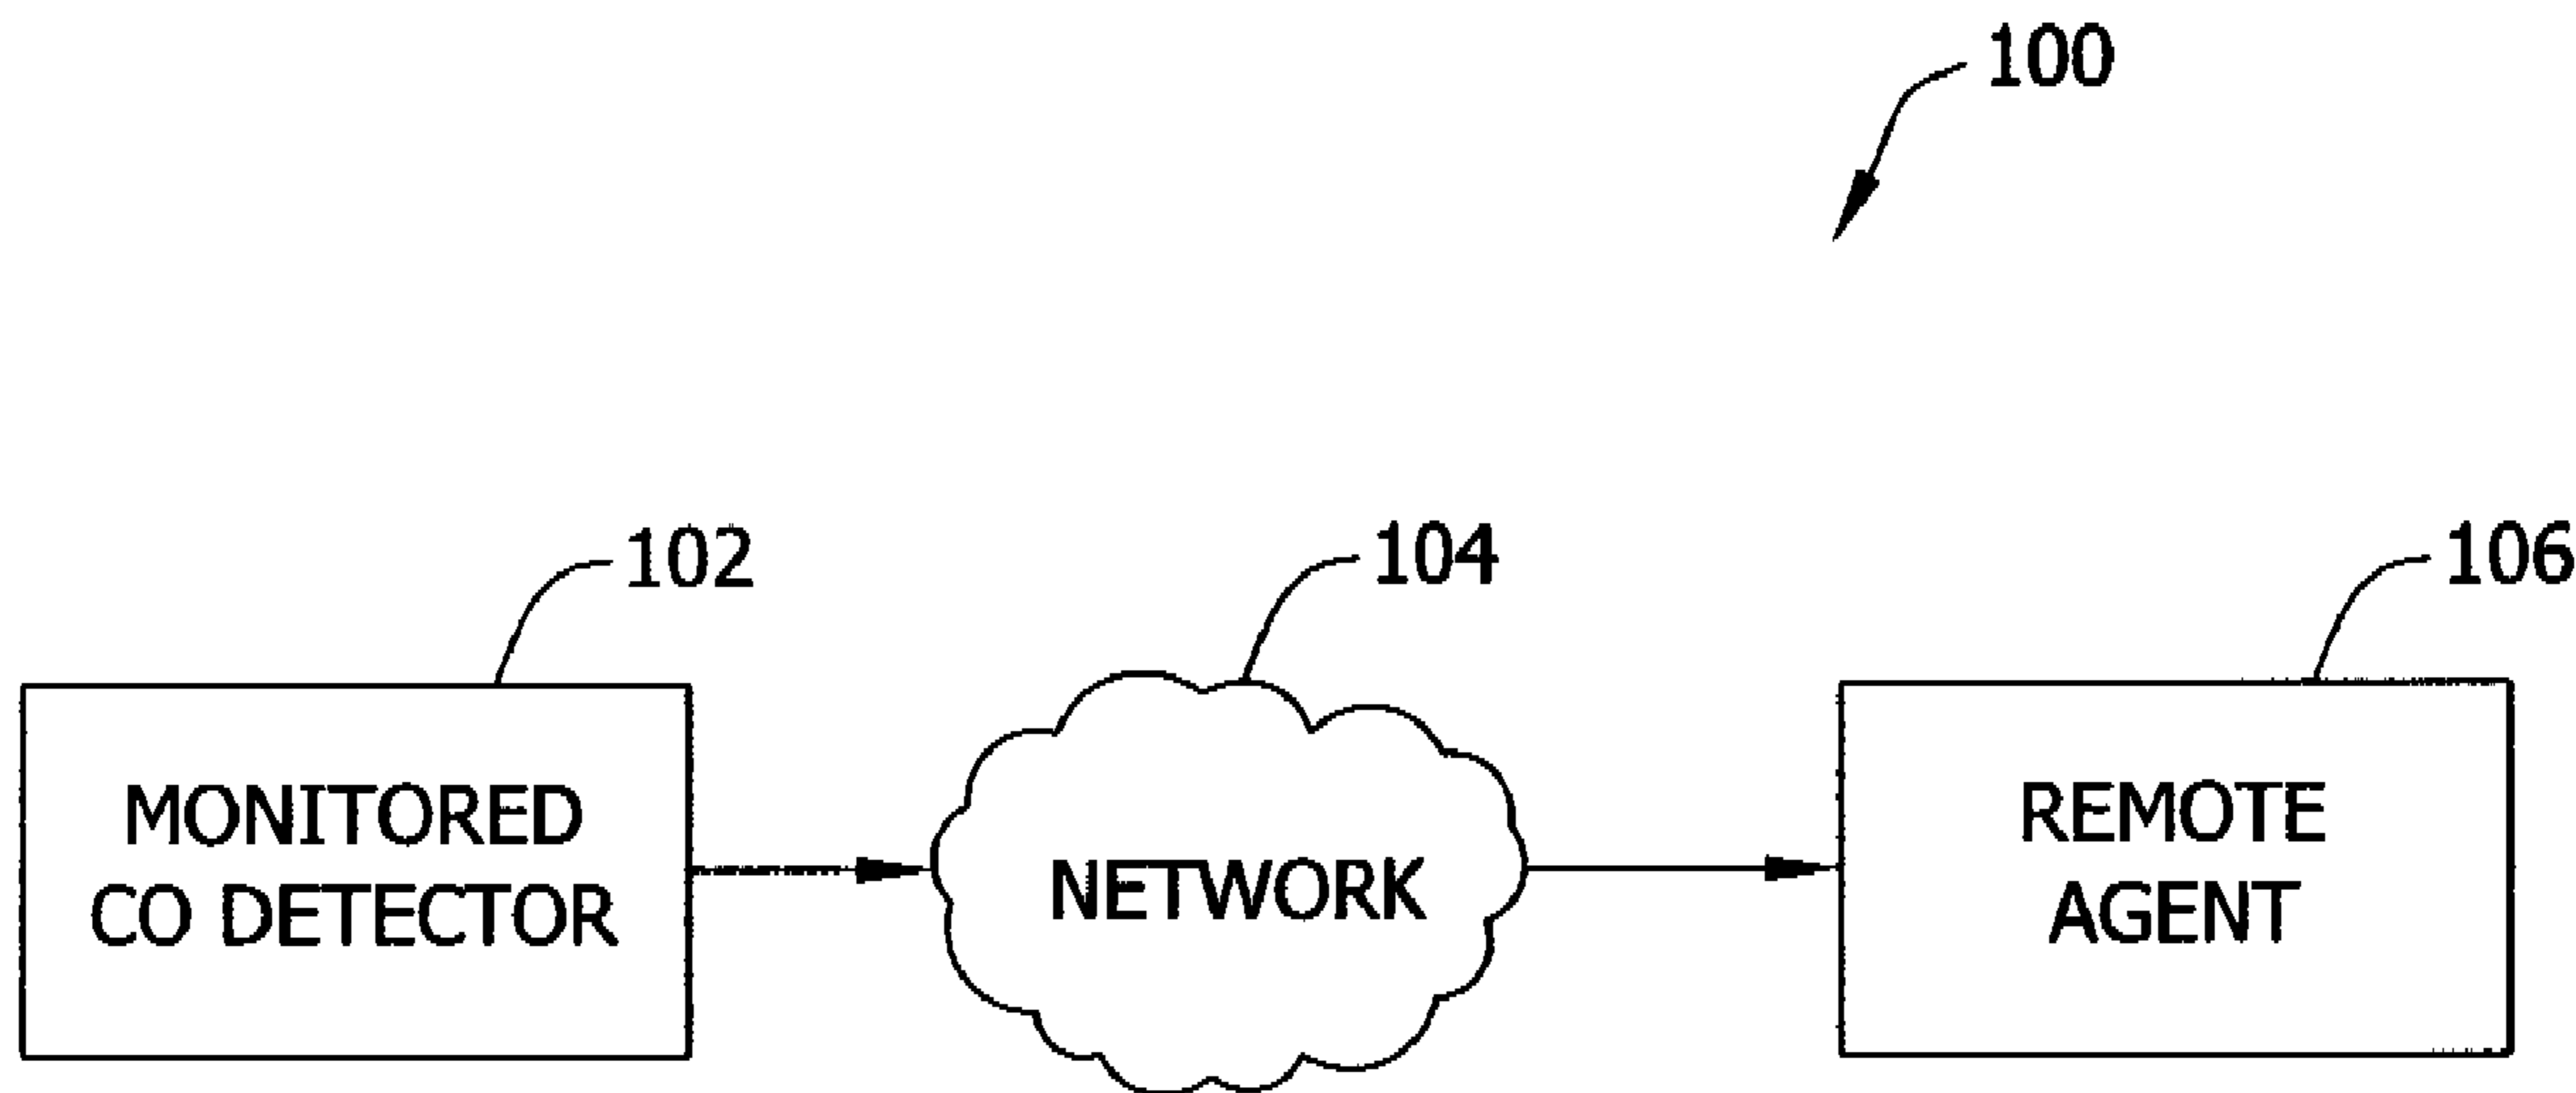 100
102
104
106
MONITORED
CO DETECTOR
NETWORK
REMOTE
AGENT